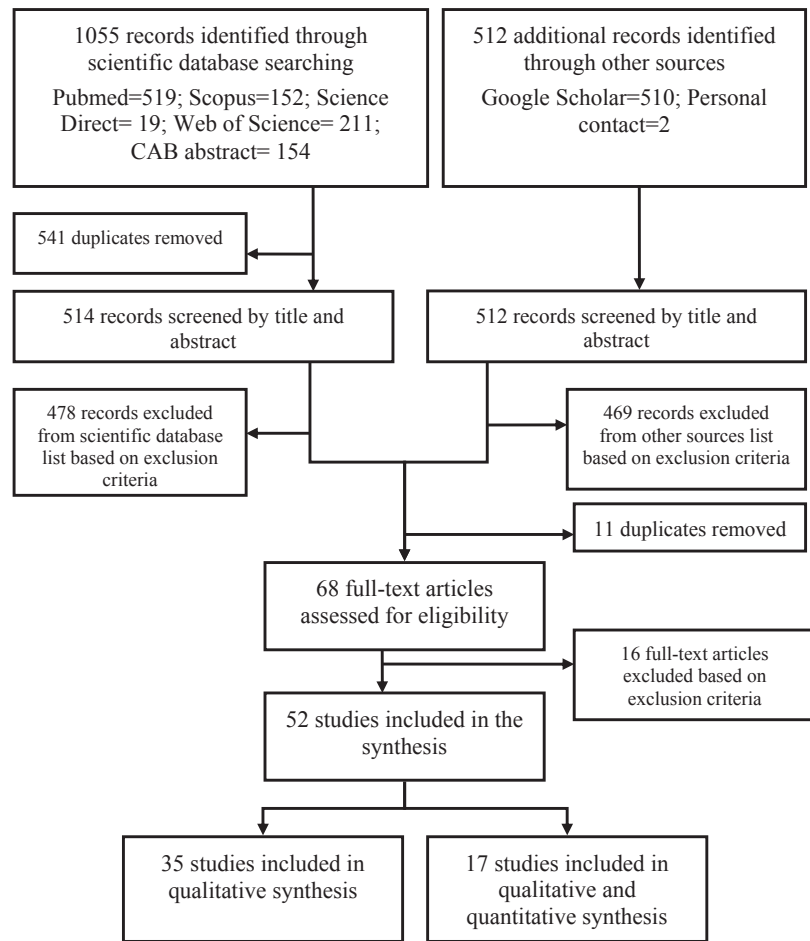 1055 records identified through
scientific database searching
Pubmed=519; Scopus=152; Science
Direct= 19; Web of Science= 211;
CAB abstract= 154
512 additional records identified
through other sources
Google Scholar=510; Personal
contact=2
541 duplicates removed
514 records screened by title and
abstract
512 records screened by title and
abstract
478 records excluded
from scientific database
list based on exclusion
criteria
469 records excluded
from other sources list
based on exclusion criteria
11 duplicates removed
68 full-text articles
assessed for eligibility
16 full-text articles
excluded based on
exclusion criteria
52 studies included in the
synthesis
35 studies included in
qualitative synthesis
17 studies included in
qualitative and
quantitative synthesis